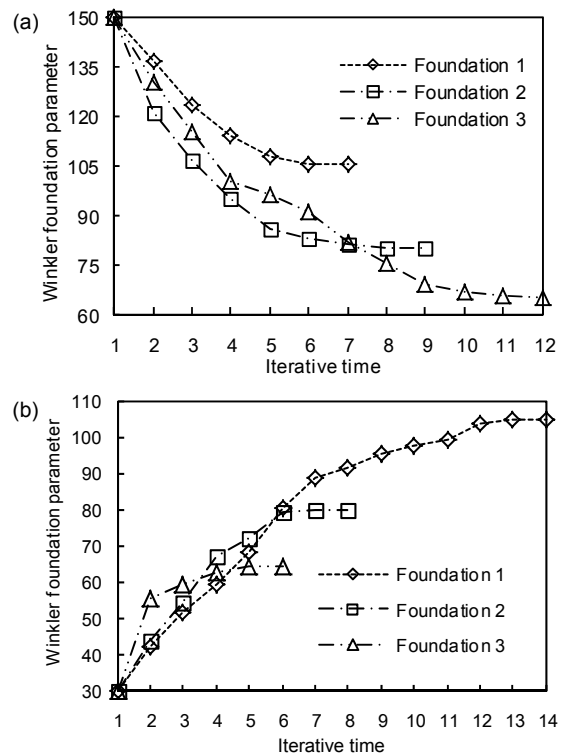 (a)
Winkler foundation parameter
150
135
120
105
90
75
60
Foundation 1
Foundation 2
Foundation 3
1 2 3 4 5 6 7 8 9 10 11 12
Iterative time
(b)
Winkler foundation parameter
110
100
90
80
70
60
50
40
30
Foundation 1
Foundation 2
Foundation 3
1 2 3 4 5 6 7 8 9 10 11 12 13 14
Iterative time